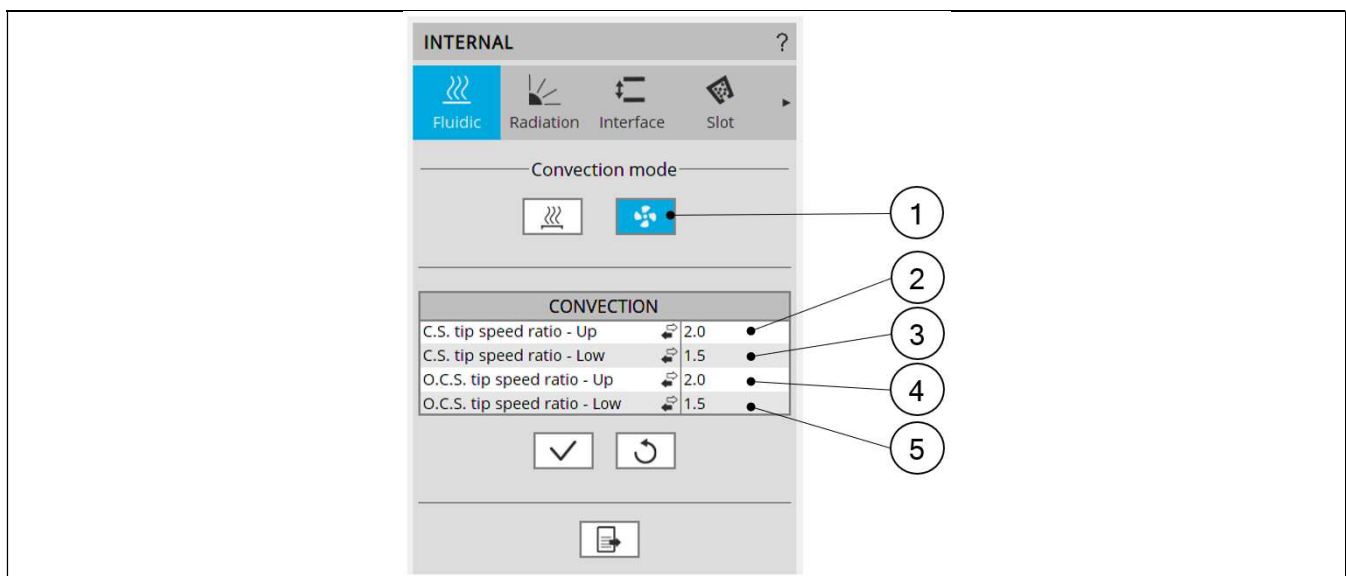 INTERNAL ?
Fluidic Radiation Interface Slot
Convection mode
1
2
CONVECTION
C.S. tip speed ratio - Up 2.0
3
C.S. tip speed ratio - Low 1.5
O.C.S. tip speed ratio - Up 2.0
4
O.C.S. tip speed ratio - Low 1.5
5